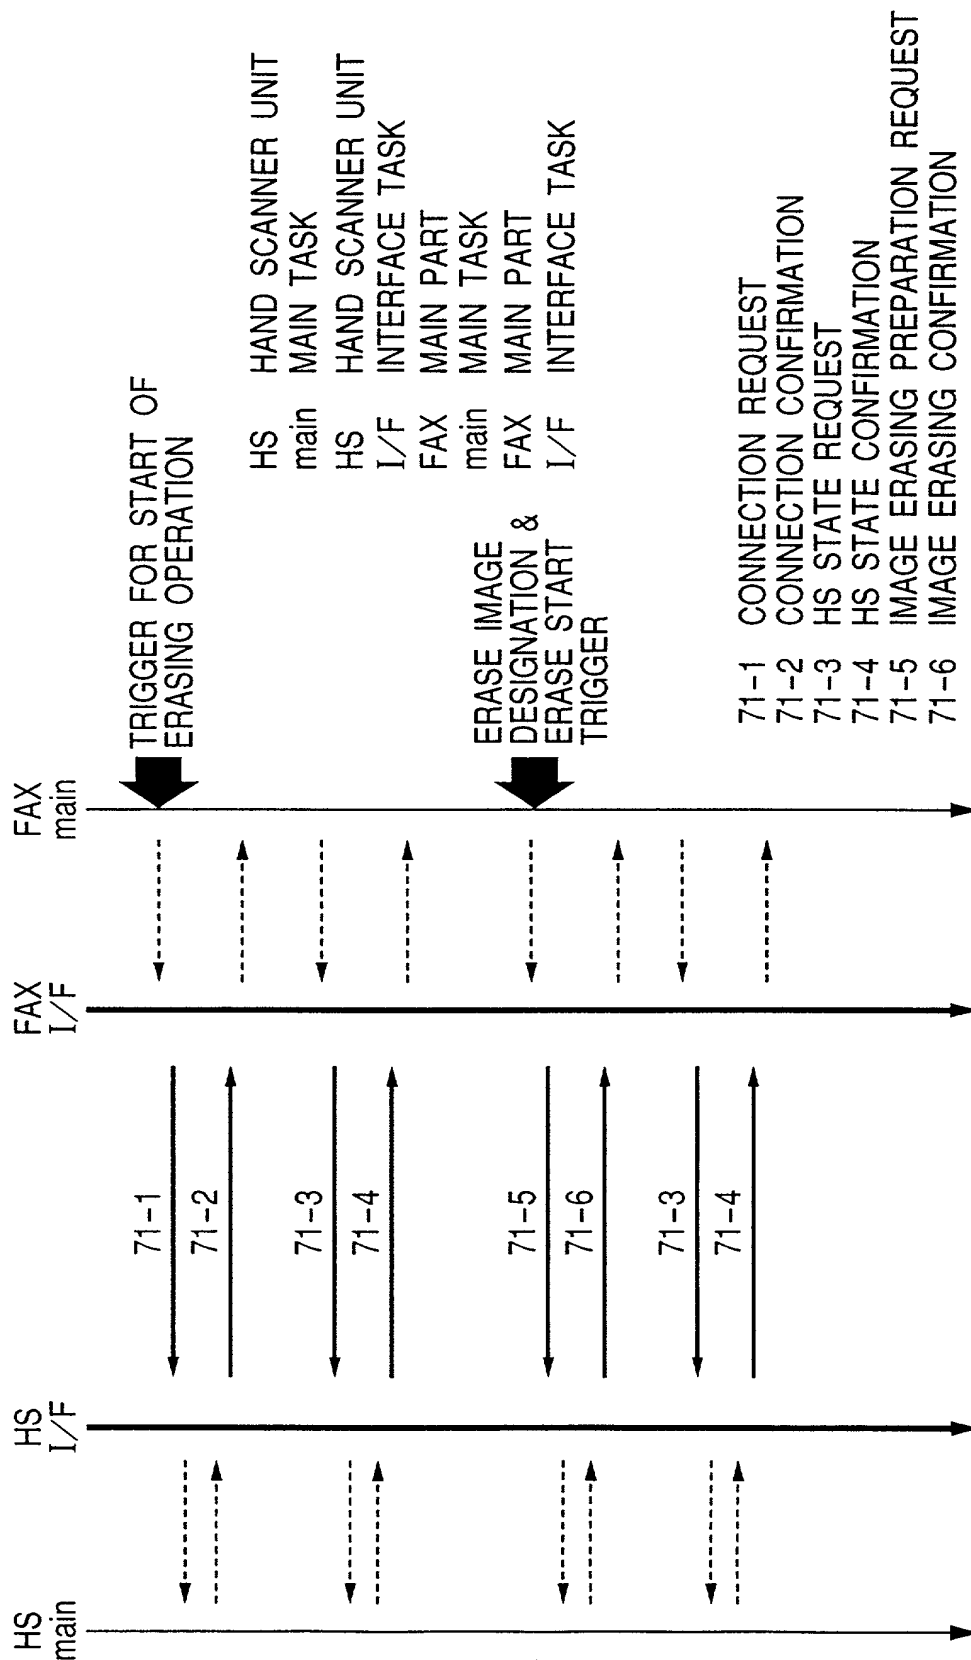 HS
main
HS
I/F
FAX
I/F
FAX
main
TRIGGER FOR START OF
ERASING OPERATION
HS HAND SCANNER UNIT
main MAIN TASK
HS HAND SCANNER UNIT
I/F INTERFACE TASK
FAX MAIN PART
main MAIN TASK
FAX MAIN PART
I/F INTERFACE TASK
ERASE IMAGE
DESIGNATION &
ERASE START
TRIGGER
71-1
71-2
71-3
71-4
71-5
71-6
71-3
71-4
71-1 CONNECTION REQUEST
71-2 CONNECTION CONFIRMATION
71-3 HS STATE REQUEST
71-4 HS STATE CONFIRMATION
71-5 IMAGE ERASING PREPARATION REQUEST
71-6 IMAGE ERASING CONFIRMATION